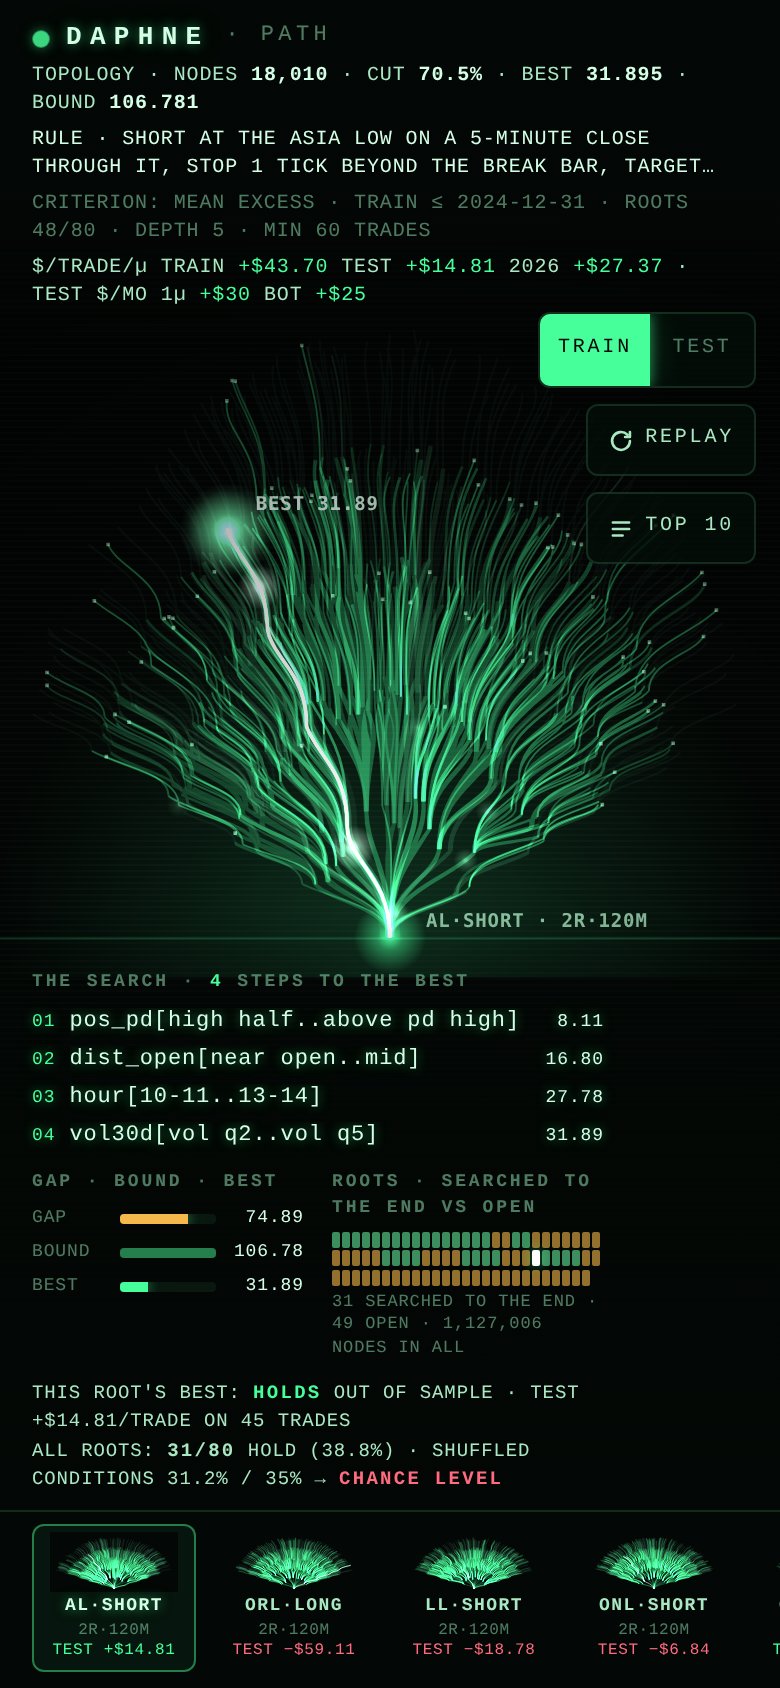 DAPHNE · PATH
TOPOLOGY · NODES 18,010 · CUT 70.5% · BEST 31.895 ·
BOUND 106.781
RULE · SHORT AT THE ASIA LOW ON A 5-MINUTE CLOSE
THROUGH IT, STOP 1 TICK BEYOND THE BREAK BAR, TARGET…
CRITERION: MEAN EXCESS · TRAIN ≤ 2024-12-31 · ROOTS
48/80 · DEPTH 5 · MIN 60 TRADES
$/TRADE/µ TRAIN +$43.70 TEST +$14.81 2026 +$27.37 ·
TEST $/MO 1µ +$30 BOT +$25
TRAIN TEST
REPLAY
TOP 10
BEST 31.89
AL·SHORT · 2R·120M
THE SEARCH · 4 STEPS TO THE BEST
01 pos_pd[high half..above pd high] 8.11
02 dist_open[near open..mid] 16.80
03 hour[10-11..13-14] 27.78
04 vol30d[vol q2..vol q5] 31.89
GAP · BOUND · BEST
GAP 74.89
BOUND 106.78
BEST 31.89
ROOTS · SEARCHED TO
THE END VS OPEN
31 SEARCHED TO THE END ·
49 OPEN · 1,127,006
NODES IN ALL
THIS ROOT'S BEST: HOLDS OUT OF SAMPLE · TEST
+$14.81/TRADE ON 45 TRADES
ALL ROOTS: 31/80 HOLD (38.8%) · SHUFFLED
CONDITIONS 31.2% / 35% → CHANCE LEVEL
AL·SHORT
2R·120M
TEST +$14.81
ORL·LONG
2R·120M
TEST −$59.11
LL·SHORT
2R·120M
TEST −$18.78
ONL·SHORT
2R·120M
TEST −$6.84